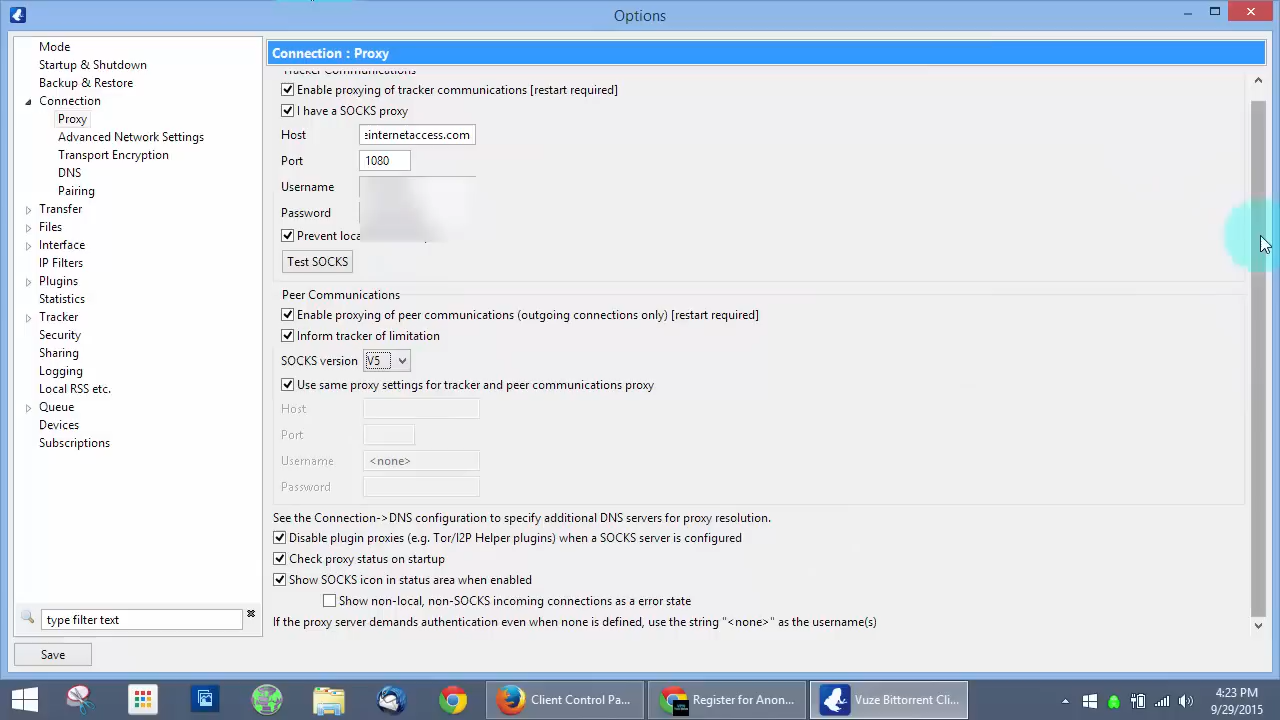 Options
Mode
Startup & Shutdown
Backup & Restore
Connection
Proxy
Advanced Network Settings
Transport Encryption
DNS
Pairing
Transfer
Files
Interface
IP Filters
Plugins
Statistics
Tracker
Security
Sharing
Logging
Local RSS etc.
Queue
Devices
Subscriptions
type filter text
Save
Connection : Proxy
Tracker Communications
Enable proxying of tracker communications [restart required]
I have a SOCKS proxy
Host internetaccess.com
Port 1080
Username
Password
Prevent loca
Test SOCKS
Peer Communications
Enable proxying of peer communications (outgoing connections only) [restart required]
Inform tracker of limitation
SOCKS version V5
Use same proxy settings for tracker and peer communications proxy
Host
Port
Username <none>
Password
See the Connection->DNS configuration to specify additional DNS servers for proxy resolution.
Disable plugin proxies (e.g. Tor/I2P Helper plugins) when a SOCKS server is configured
Check proxy status on startup
Show SOCKS icon in status area when enabled
Show non-local, non-SOCKS incoming connections as a error state
If the proxy server demands authentication even when none is defined, use the string "<none>" as the username(s)
Client Control Pa... Register for Anon... Vuze Bittorrent Cli...
4:23 PM
9/29/2015